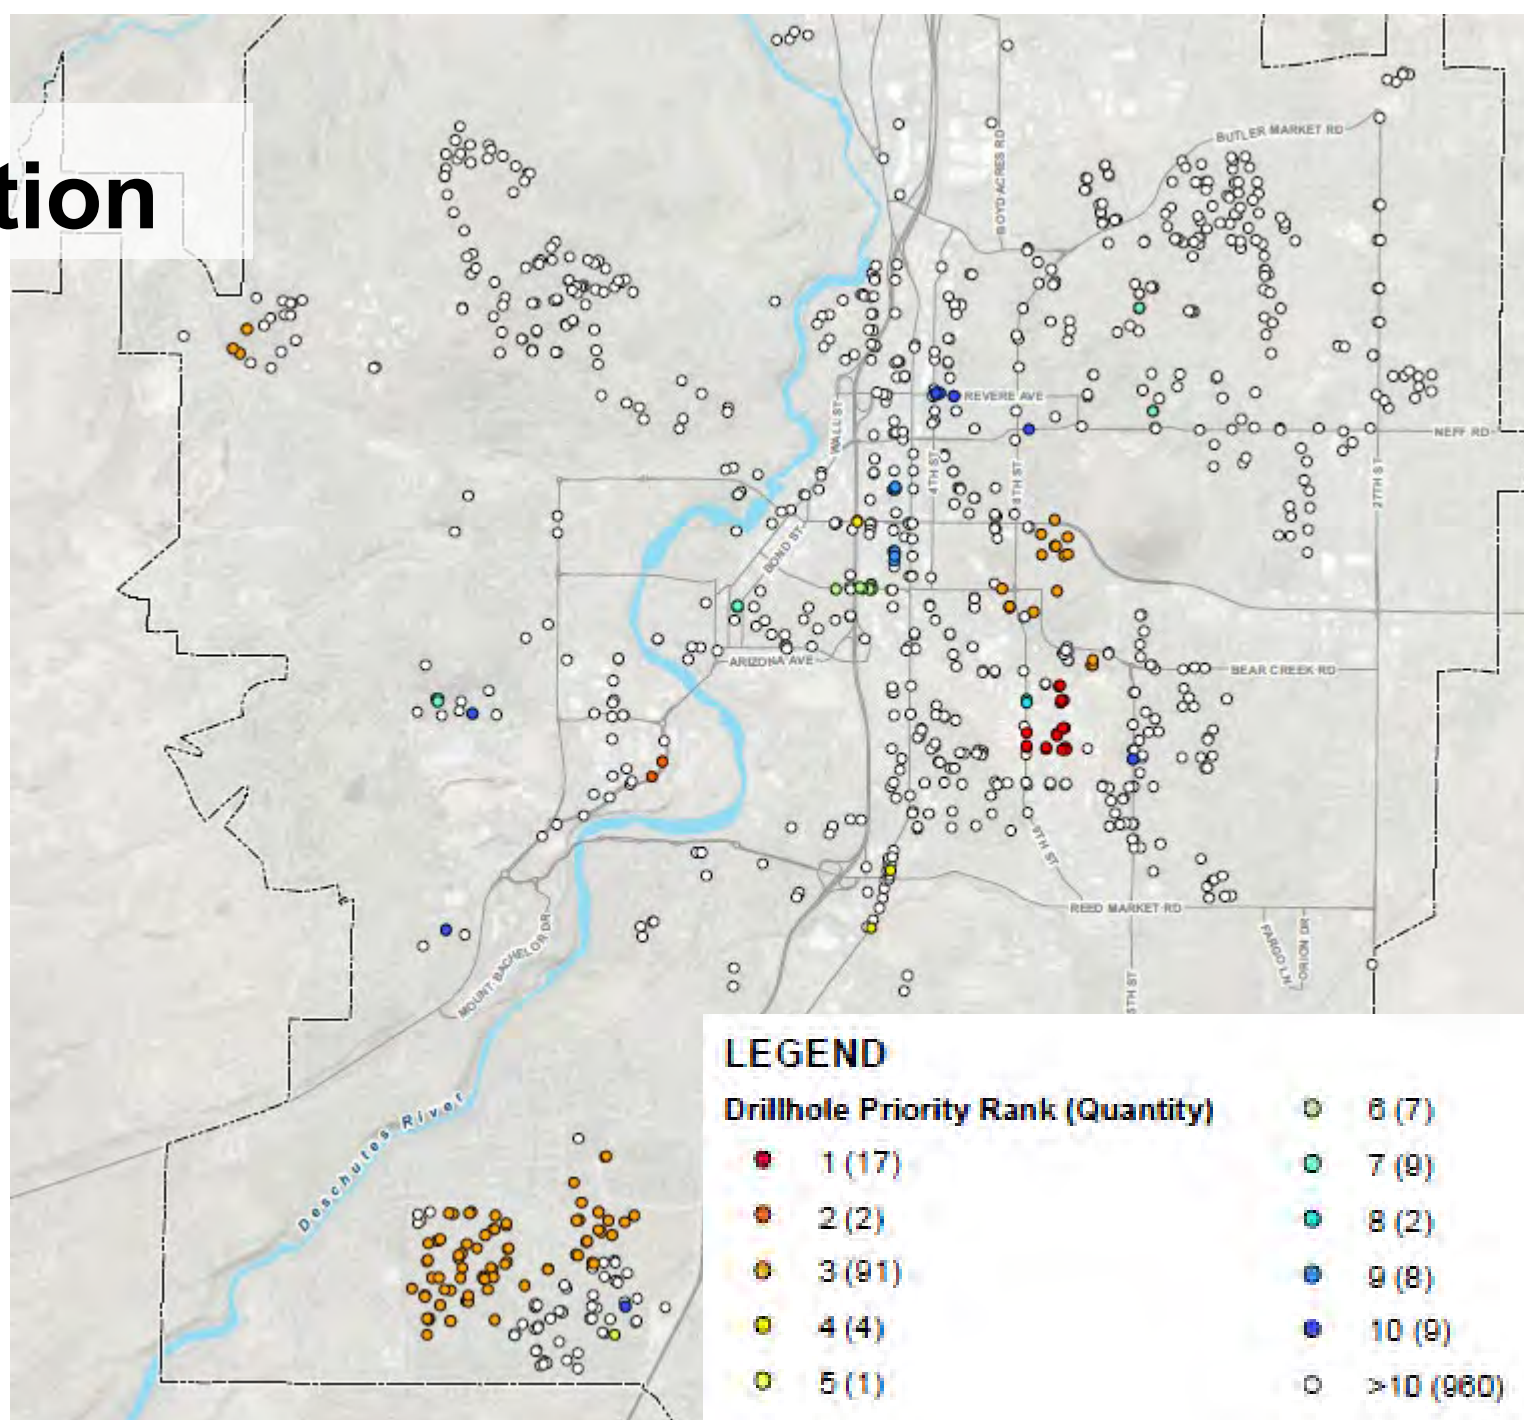 tion
BUTLER MARKET RD
BOYD ACRES RD
WALL ST
REVERE AVE
NEFF RD
4TH ST
8TH ST
27TH ST
BOND ST
ARIZONA AVE
BEAR CREEK RD
9TH ST
REED MARKET RD
FARGO LN
ORION DR
MOUNT BACHELOR DR
5TH ST
Deschutes River
LEGEND
Drillhole Priority Rank (Quantity)
1 (17)
2 (2)
3 (91)
4 (4)
5 (1)
6 (7)
7 (9)
8 (2)
9 (8)
10 (9)
>10 (960)